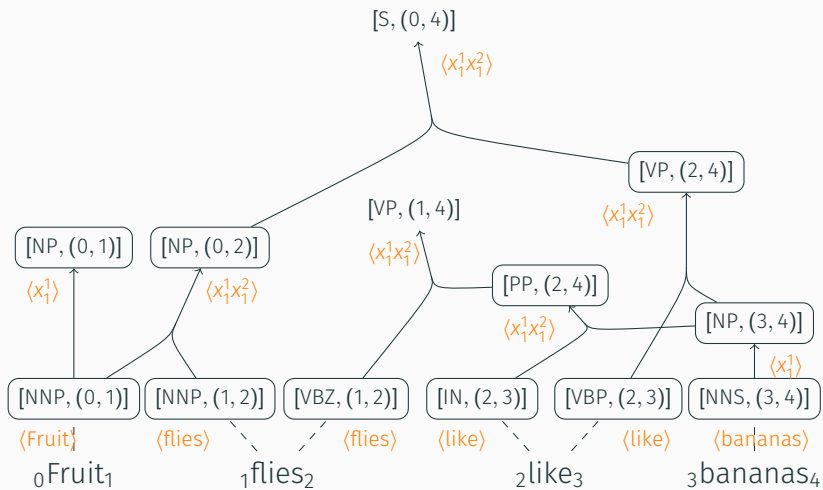 [S, (0, 4)]
⟨x₁¹x₁²⟩
[VP, (2, 4)]
[VP, (1, 4)]
⟨x₁¹x₁²⟩
[NP, (0, 1)] [NP, (0, 2)]
⟨x₁¹x₁²⟩
[PP, (2, 4)]
⟨x₁¹⟩ ⟨x₁¹x₁²⟩
⟨x₁¹x₁²⟩ [NP, (3, 4)]
⟨x₁¹⟩
[NNP, (0, 1)] [NNP, (1, 2)] [VBZ, (1, 2)] [IN, (2, 3)] [VBP, (2, 3)] [NNS, (3, 4)]
⟨Fruit⟩ ⟨flies⟩ ⟨flies⟩ ⟨like⟩ ⟨like⟩ ⟨bananas⟩
₀Fruit₁ ₁flies₂ ₂like₃ ₃bananas₄